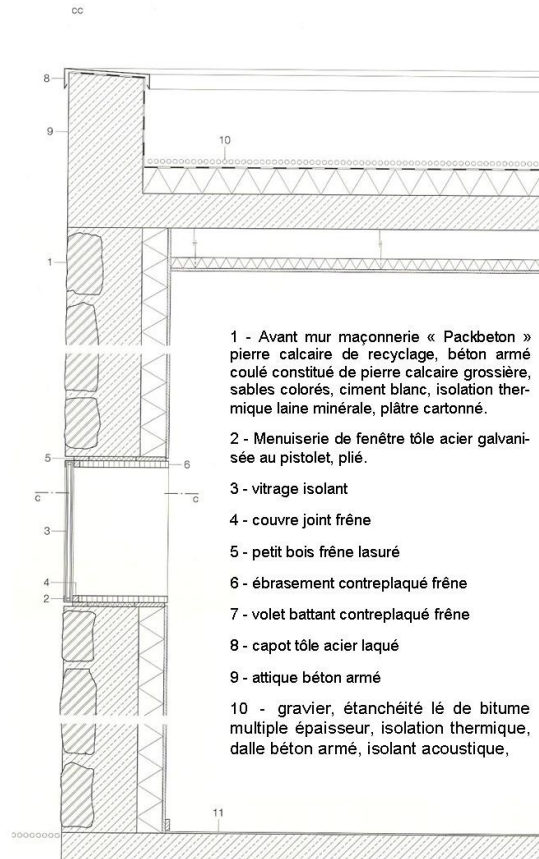 cc
8
9
10
1
1 - Avant mur maçonnerie « Packbeton »
pierre calcaire de recyclage, béton armé
coulé constitué de pierre calcaire grossière,
sables colorés, ciment blanc, isolation ther-
mique laine minérale, plâtre cartonné.
2 - Menuiserie de fenêtre tôle acier galvani-
sée au pistolet, plié.
5
6
3 - vitrage isolant
c
c
4 - couvre joint frêne
3
5 - petit bois frêne lasuré
4
6 - ébrasement contreplaqué frêne
2
7 - volet battant contreplaqué frêne
8 - capot tôle acier laqué
9 - attique béton armé
10 - gravier, étanchéité lé de bitume
multiple épaisseur, isolation thermique,
dalle béton armé, isolant acoustique,
11